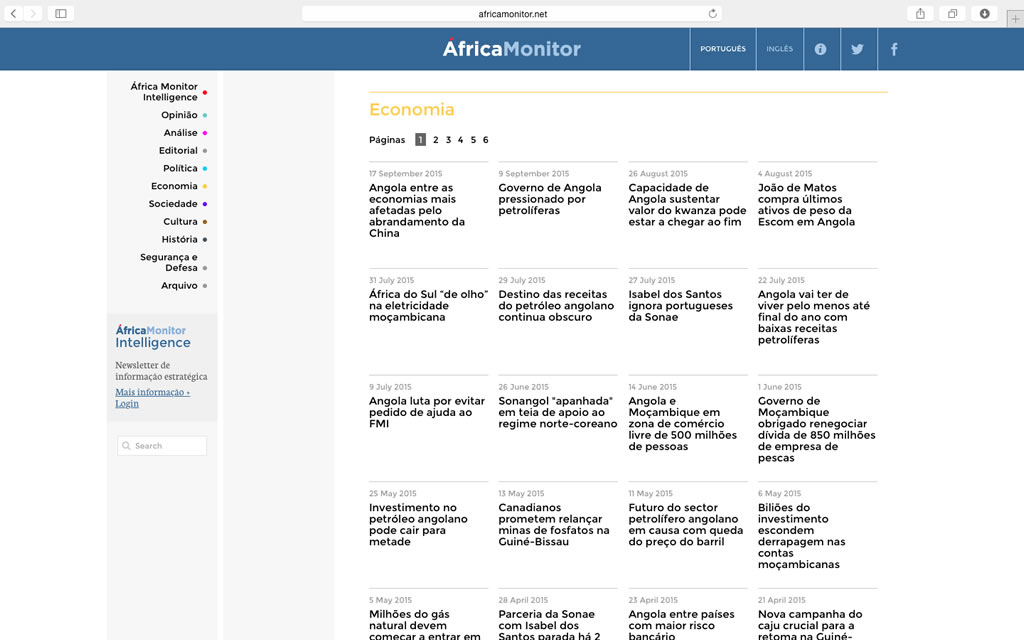 africamonitor.net
ÁfricaMonitor
PORTUGUÊS
INGLÊS
África Monitor
Intelligence
Opinião
Análise
Editorial
Política
Economia
Sociedade
Cultura
História
Segurança e
Defesa
Arquivo
ÁfricaMonitor
Intelligence
Newsletter de
informação estratégica
Mais informação •
Login
Search
Economia
Páginas 1 2 3 4 5 6
17 September 2015
Angola entre as
economias mais
afetadas pelo
abrandamento da
China
9 September 2015
Governo de Angola
pressionado por
petrolíferas
26 August 2015
Capacidade de
Angola sustentar
valor do kwanza pode
estar a chegar ao fim
4 August 2015
João de Matos
compra últimos
ativos de peso da
Escom em Angola
31 July 2015
África do Sul "de olho"
na eletricidade
moçambicana
29 July 2015
Destino das receitas
do petróleo angolano
continua obscuro
27 July 2015
Isabel dos Santos
ignora portugueses
da Sonae
22 July 2015
Angola vai ter de
viver pelo menos até
final do ano com
baixas receitas
petrolíferas
9 July 2015
Angola luta por evitar
pedido de ajuda ao
FMI
26 June 2015
Sonangol "apanhada"
em teia de apoio ao
regime norte-coreano
14 June 2015
Angola e
Moçambique em
zona de comércio
livre de 500 milhões
de pessoas
1 June 2015
Governo de
Moçambique
obrigado renegociar
dívida de 850 milhões
de empresa de
pescas
25 May 2015
Investimento no
petróleo angolano
pode cair para
metade
13 May 2015
Canadianos
prometem relançar
minas de fosfatos na
Guiné-Bissau
11 May 2015
Futuro do sector
petrolífero angolano
em causa com queda
do preço do barril
6 May 2015
Biliões do
investimento
escondem
derrapagem nas
contas
moçambicanas
5 May 2015
Milhões do gás
natural devem
começar a entrar em
28 April 2015
Parceria da Sonae
com Isabel dos
Santos parada há 2
23 April 2015
Angola entre países
com maior risco
bancário
21 April 2015
Nova campanha do
caju crucial para a
retoma na Guiné-